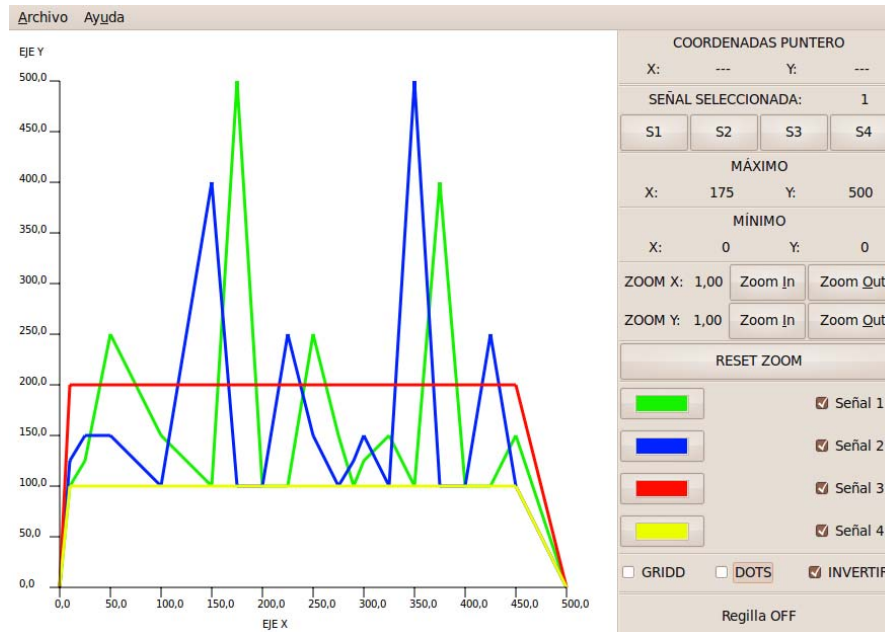 Archivo Ayuda
EJE Y
500,0
450,0
400,0
350,0
300,0
250,0
200,0
150,0
100,0
50,0
0,0
0,0 50,0 100,0 150,0 200,0 250,0 300,0 350,0 400,0 450,0 500,0
EJE X
COORDENADAS PUNTERO
X: --- Y: ---
SEÑAL SELECCIONADA: 1
S1 S2 S3 S4
MÁXIMO
X: 175 Y: 500
MÍNIMO
X: 0 Y: 0
ZOOM X: 1,00 Zoom In Zoom Out
ZOOM Y: 1,00 Zoom In Zoom Out
RESET ZOOM
Señal 1
Señal 2
Señal 3
Señal 4
GRIDD DOTS INVERTIR
Regilla OFF